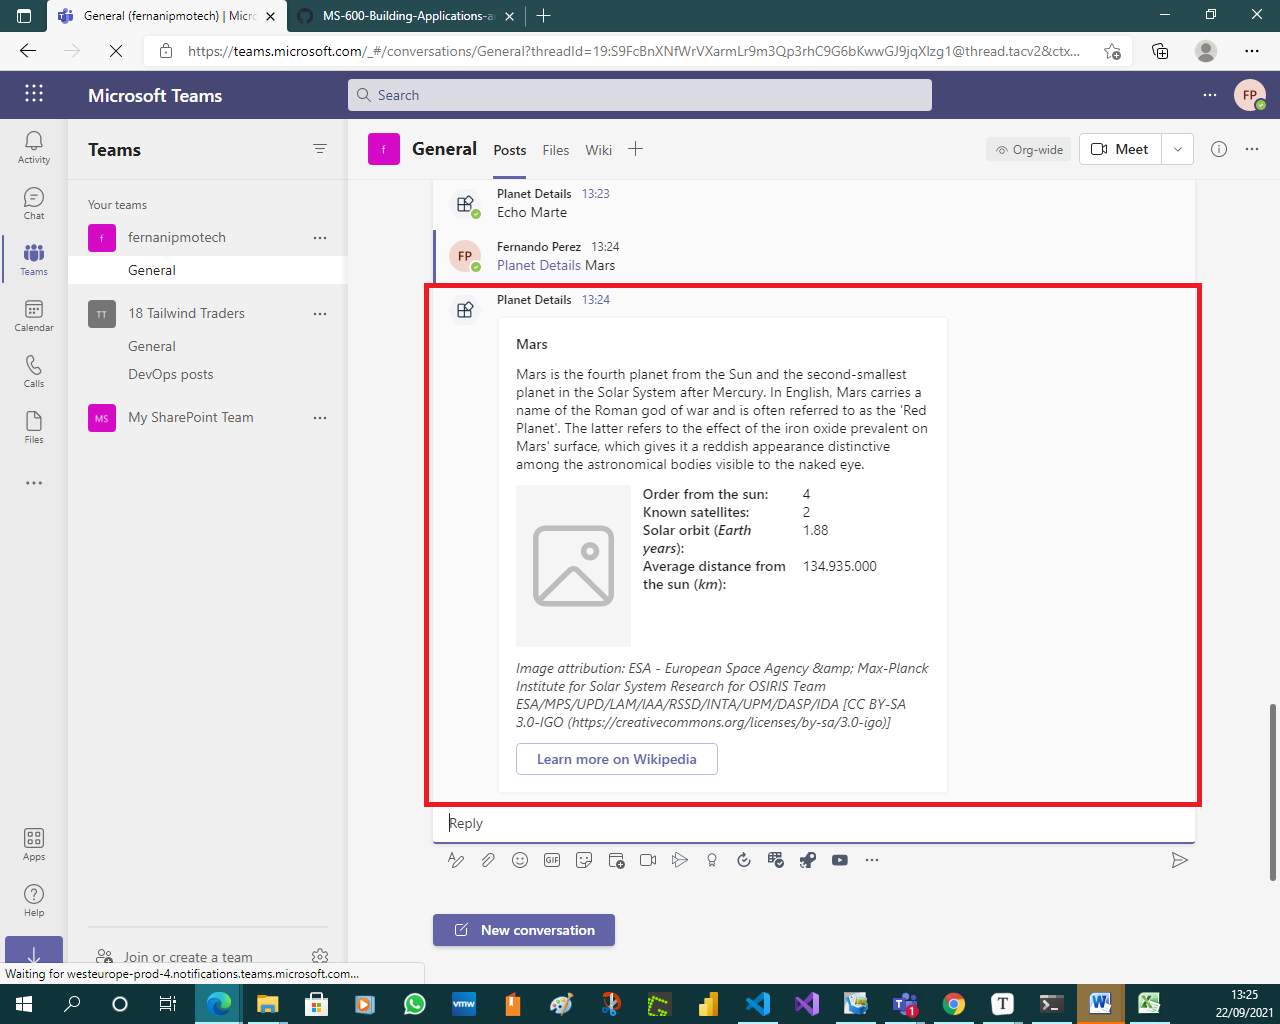 General (fernanipmotech) | Micro
MS-600-Building-Applications-a
https://teams.microsoft.com/_#/conversations/General?threadId=19:S9FcBnXNfWrVXarmLr9m3Qp3rhC9G6bKwwGJ9jqXlzg1@thread.tacv2&ctx...
Microsoft Teams
Search
FP
Activity
Chat
Teams
Calendar
Calls
Files
Apps
Help
Teams
Your teams
f
fernanipmotech
General
TT
18 Tailwind Traders
General
DevOps posts
MS
My SharePoint Team
Join or create a team
Waiting for westeurope-prod-4.notifications.teams.microsoft.com...
f
General
Posts
Files
Wiki
Org-wide
Meet
Planet Details 13:23
Echo Marte
FP
Fernando Perez 13:24
Planet Details Mars
Planet Details 13:24
Mars
Mars is the fourth planet from the Sun and the second-smallest
planet in the Solar System after Mercury. In English, Mars carries a
name of the Roman god of war and is often referred to as the 'Red
Planet'. The latter refers to the effect of the iron oxide prevalent on
Mars' surface, which gives it a reddish appearance distinctive
among the astronomical bodies visible to the naked eye.
Order from the sun: 4
Known satellites: 2
Solar orbit (Earth 1.88
years):
Average distance from 134.935.000
the sun (km):
Image attribution: ESA - European Space Agency &amp; Max-Planck
Institute for Solar System Research for OSIRIS Team
ESA/MPS/UPD/LAM/IAA/RSSD/INTA/UPM/DASP/IDA [CC BY-SA
3.0-IGO (https://creativecommons.org/licenses/by-sa/3.0-igo)]
Learn more on Wikipedia
Reply
GIF
New conversation
vmw
1
T
13:25
22/09/2021